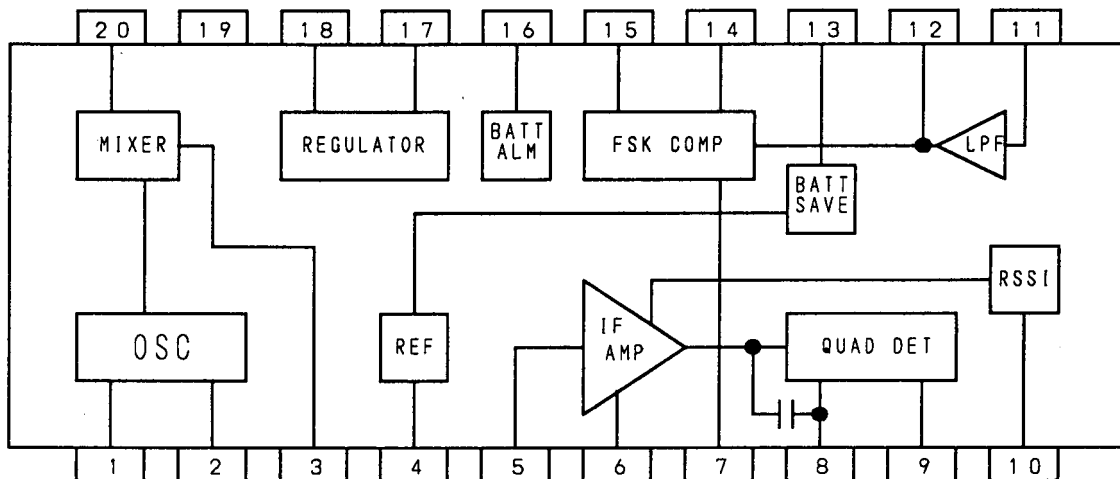 20 19 18 17 16 15 14 13 12 11
MIXER
REGULATOR
BATT
ALM
FSK COMP
LPF
BATT
SAVE
RSSI
OSC
REF
IF
AMP
QUAD DET
1 2 3 4 5 6 7 8 9 10